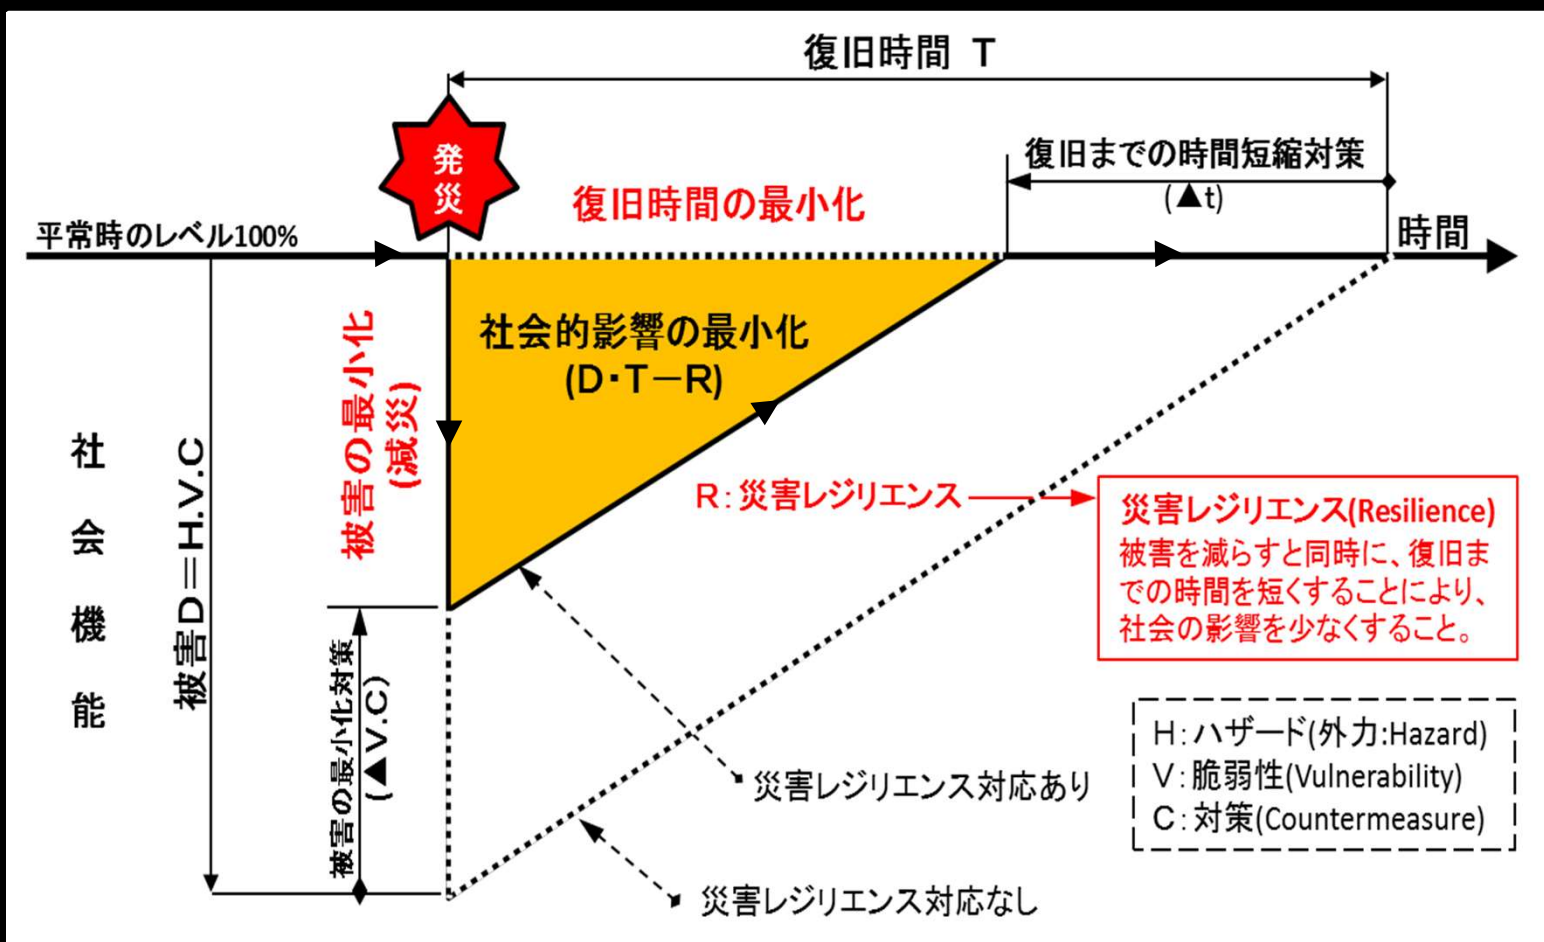 復旧時間 T
発
災
復旧までの時間短縮対策
(▲t)
復旧時間の最小化
平常時のレベル100%
時間
社会的影響の最小化
(D・T－R)
被害の最小化
(減災)
社会機能
被害D＝H.V.C
R：災害レジリエンス
災害レジリエンス(Resilience)
被害を減らすと同時に、復旧ま
での時間を短くすることにより、
社会の影響を少なくすること。
被害の最小化対策
(▲V.C)
H：ハザード(外力:Hazard)
V：脆弱性(Vulnerability)
C：対策(Countermeasure)
災害レジリエンス対応あり
災害レジリエンス対応なし